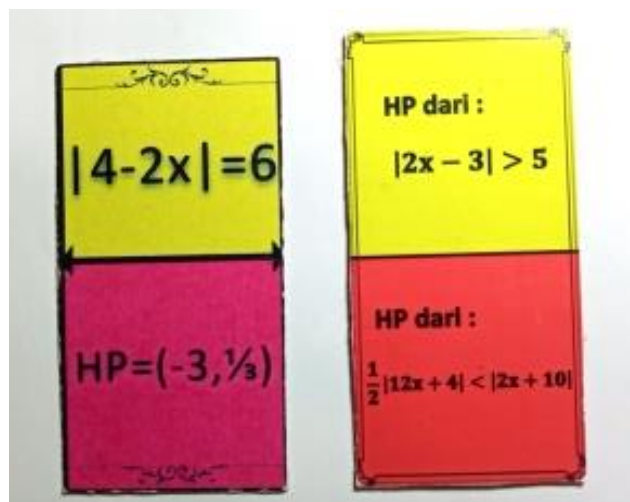 |4-2x|=6
HP=(-3,⅓)
HP dari :
|2x − 3| > 5
HP dari :
½|12x + 4| < |2x + 10|